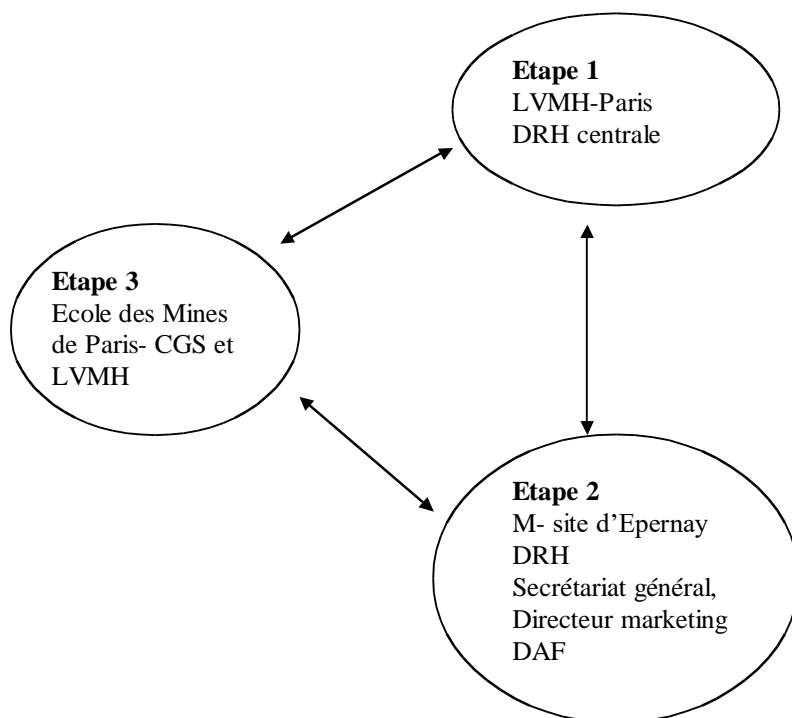 Etape 1
LVMH-Paris
DRH centrale
Etape 3
Ecole des Mines
de Paris- CGS et
LVMH
Etape 2
M- site d’Epernay
DRH
Secrétariat général,
Directeur marketing
DAF